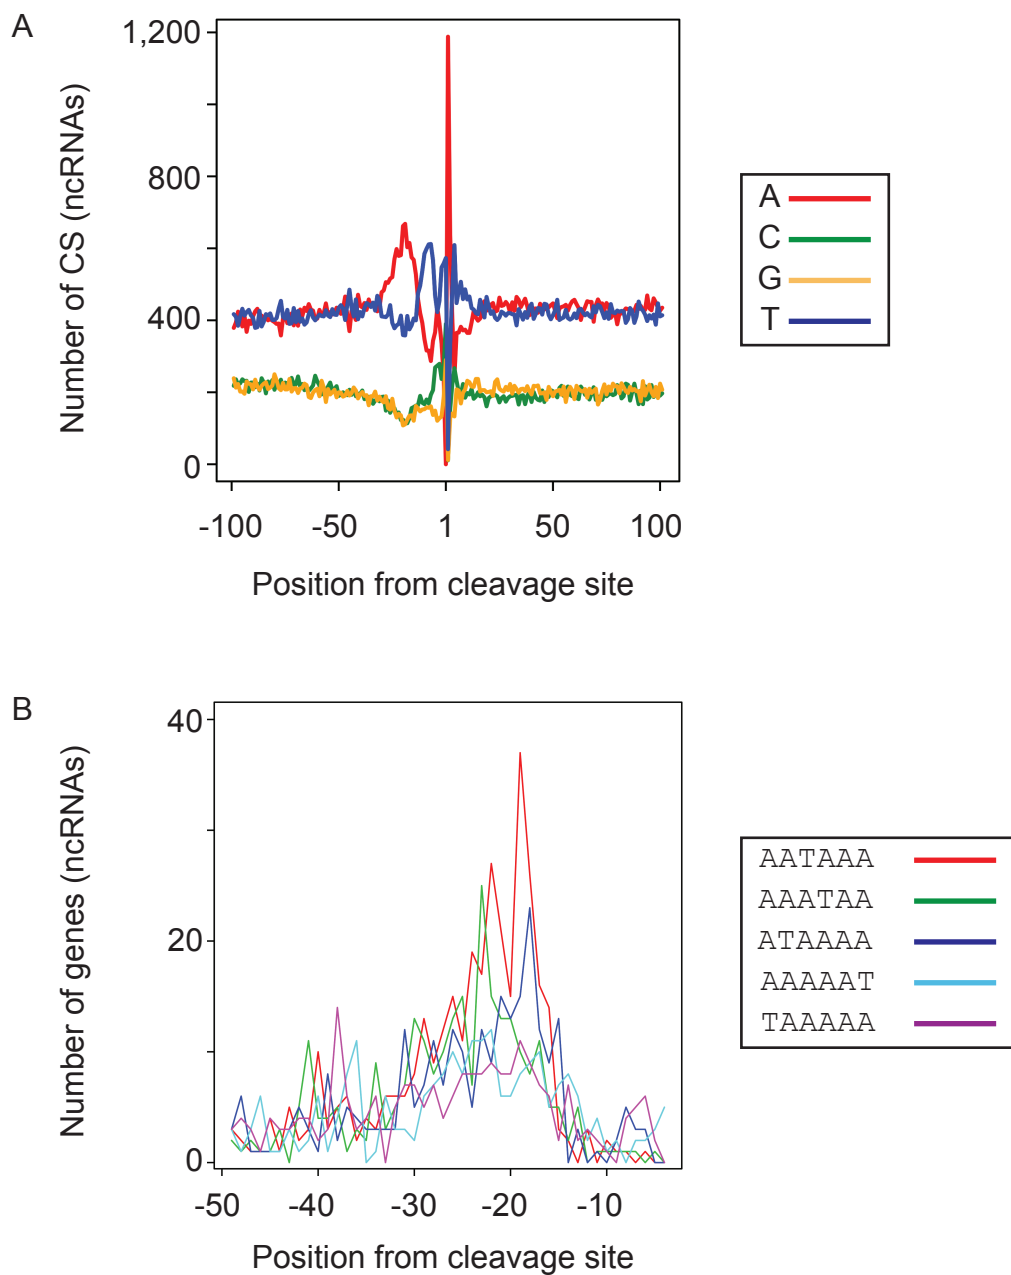 A
Number of CS (ncRNAs)
1,200
800
400
0
-100
-50
1
50
100
Position from cleavage site
A
C
G
T
B
Number of genes (ncRNAs)
40
20
0
-50
-40
-30
-20
-10
Position from cleavage site
AATAAA
AAATAA
ATAAAA
AAAAAT
TAAAAA